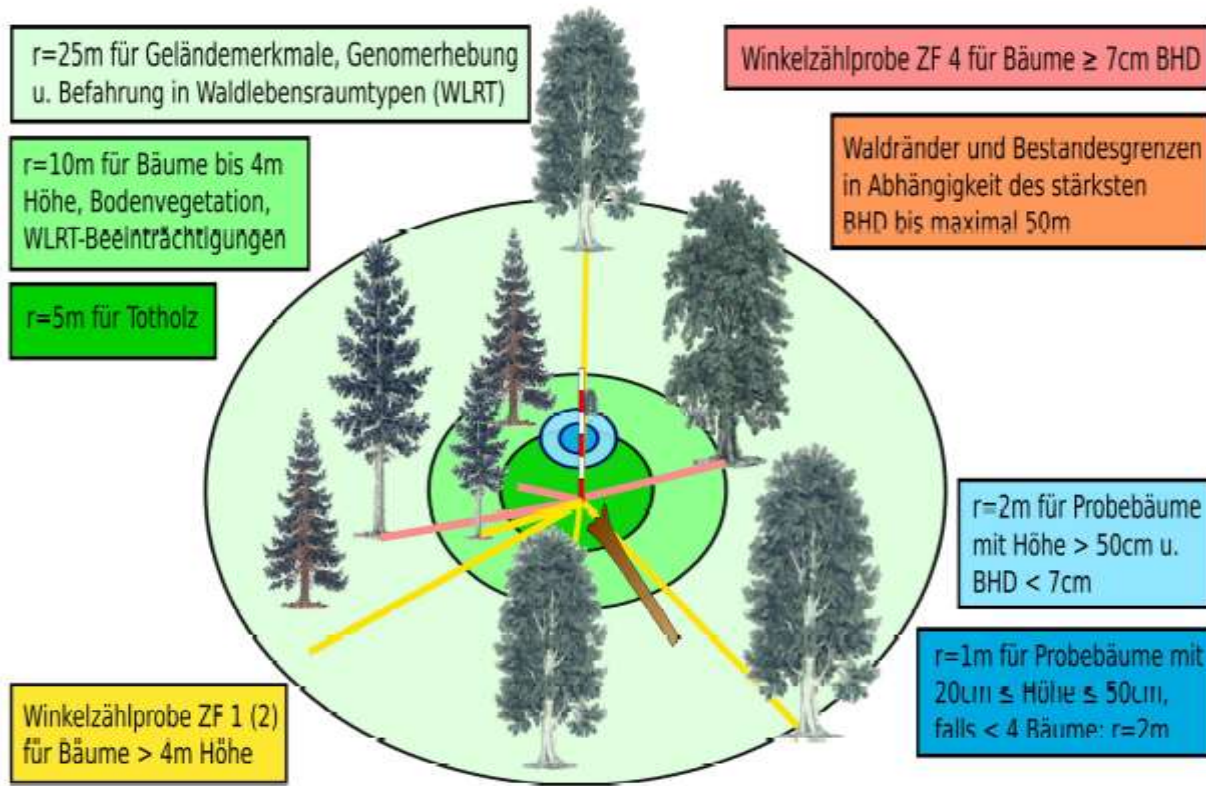 r=25m für Geländemerkmale, Genomerhebung
u. Befahrung in Waldlebensraumtypen (WLRT)
r=10m für Bäume bis 4m
Höhe, Bodenvegetation,
WLRT-Beeinträchtigungen
r=5m für Totholz
Winkelzählprobe ZF 4 für Bäume ≥ 7cm BHD
Waldränder und Bestandesgrenzen
in Abhängigkeit des stärksten
BHD bis maximal 50m
r=2m für Probebäume
mit Höhe > 50cm u.
BHD < 7cm
r=1m für Probebäume mit
20cm ≤ Höhe ≤ 50cm,
falls < 4 Bäume: r=2m
Winkelzählprobe ZF 1 (2)
für Bäume > 4m Höhe